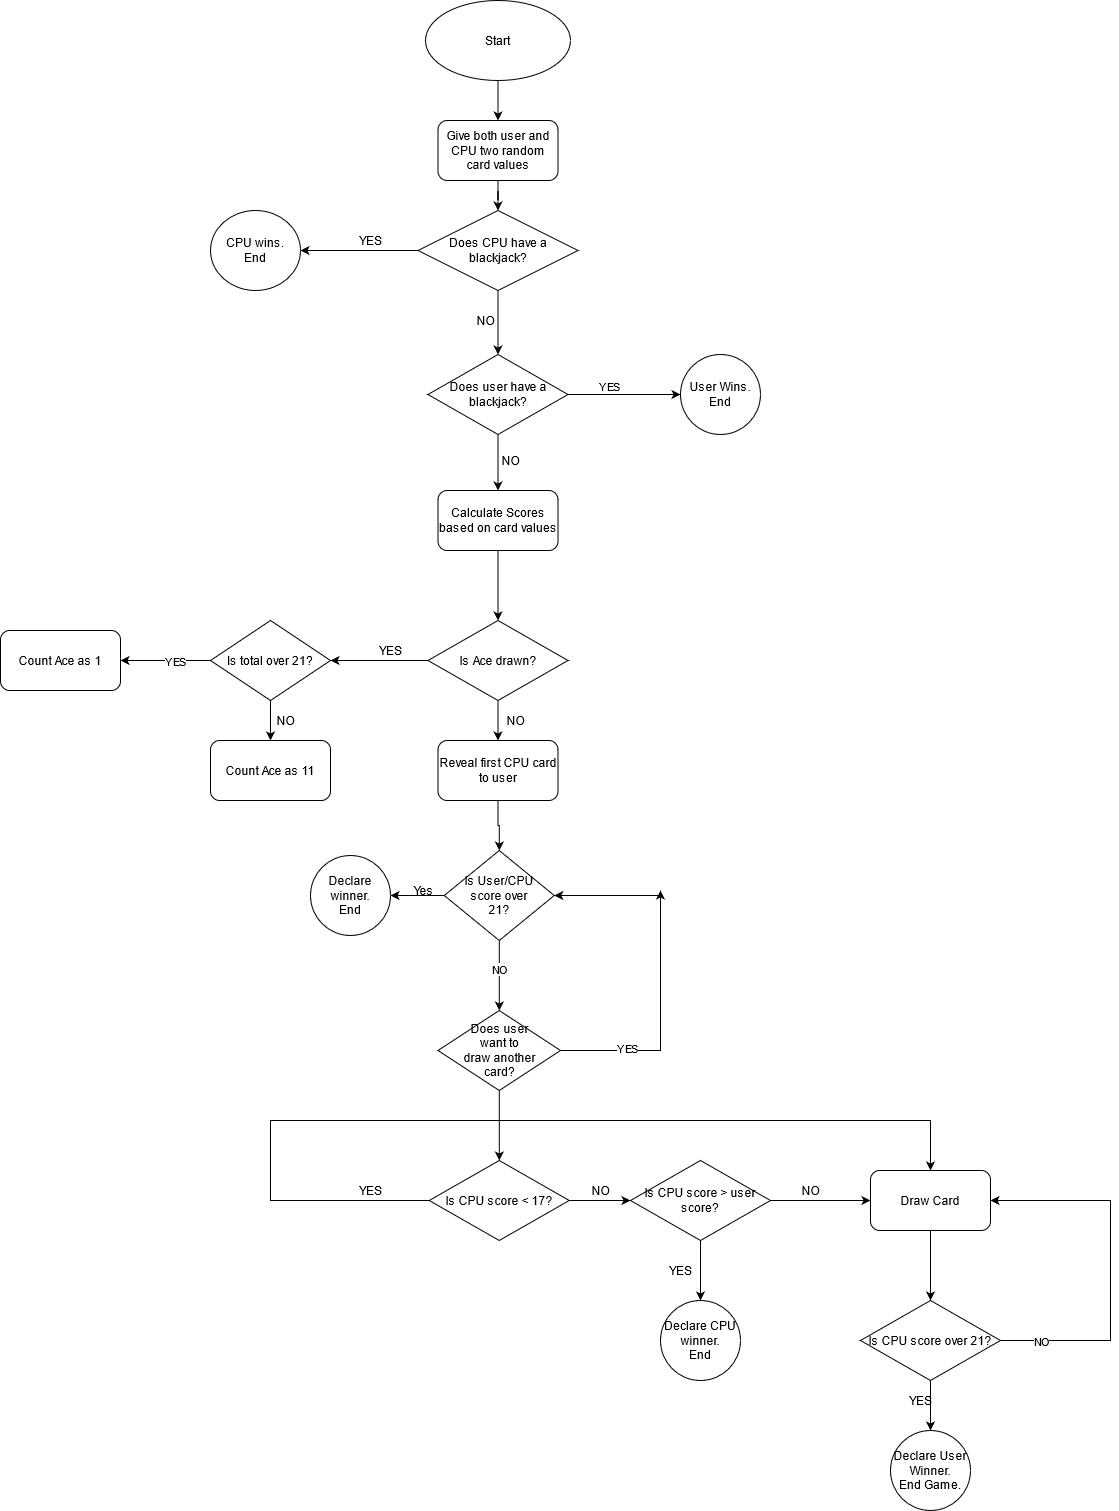 Start
Give both user and
CPU two random
card values
CPU wins.
End
YES
Does CPU have a
blackjack?
NO
Does user have a
blackjack?
YES
User Wins.
End
NO
Calculate Scores
based on card values
Count Ace as 1
YES
Is total over 21?
YES
Is Ace drawn?
NO
NO
Count Ace as 11
Reveal first CPU card
to user
Declare
winner.
End
Yes
Is User/CPU
score over
21?
NO
Does user
want to
draw another
card?
YES
YES
Is CPU score < 17?
NO
Is CPU score > user
score?
NO
Draw Card
YES
Declare CPU
winner.
End
Is CPU score over 21?
NO
YES
Declare User
Winner.
End Game.